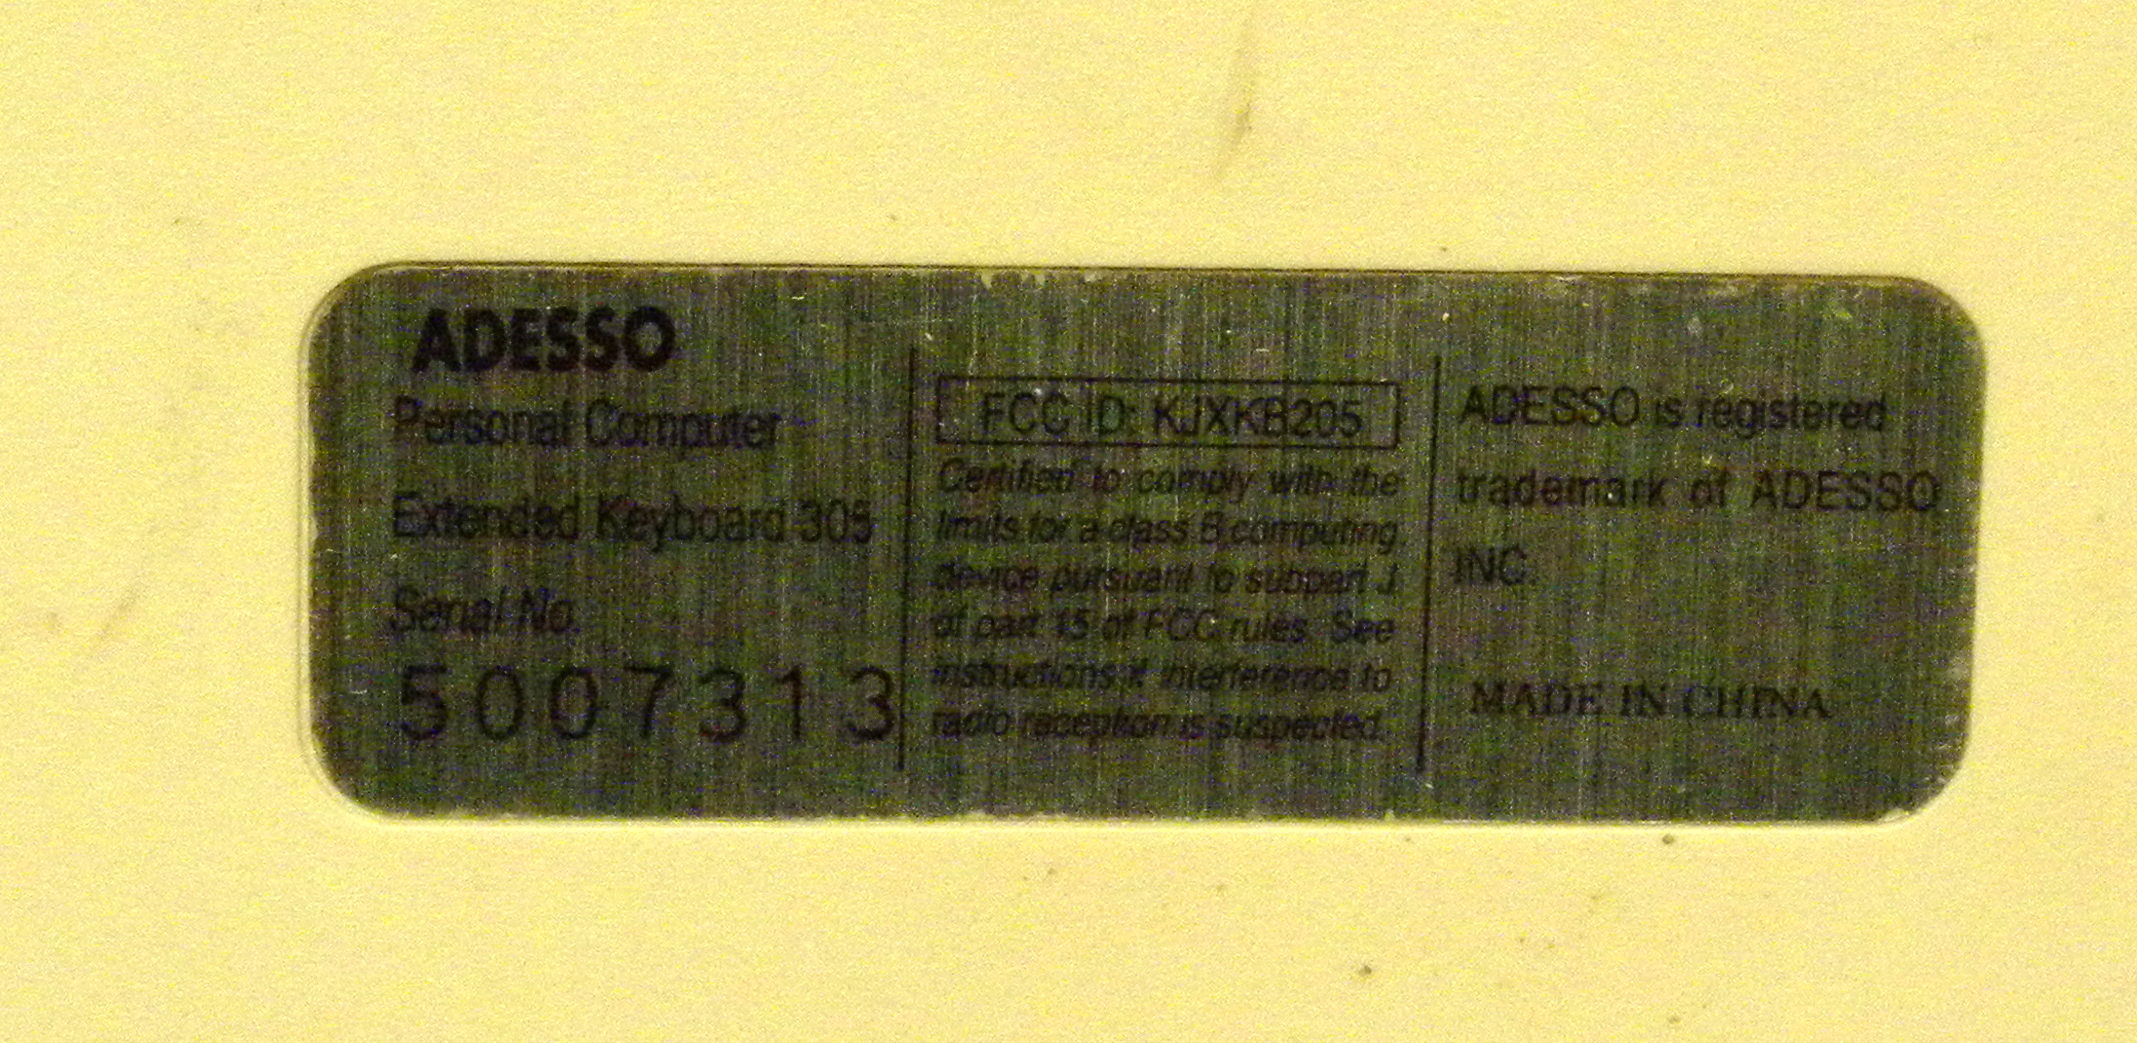 ADESSO
Personal Computer
Extended Keyboard 305
Serial No.
5007313
FCC ID: KJXKB205
Certified to comply with the
limits for a class B computing
device pursuant to subpart J
of part 15 of FCC rules. See
instructions if interference to
radio reception is suspected.
ADESSO is registered
trademark of ADESSO
INC.
MADE IN CHINA